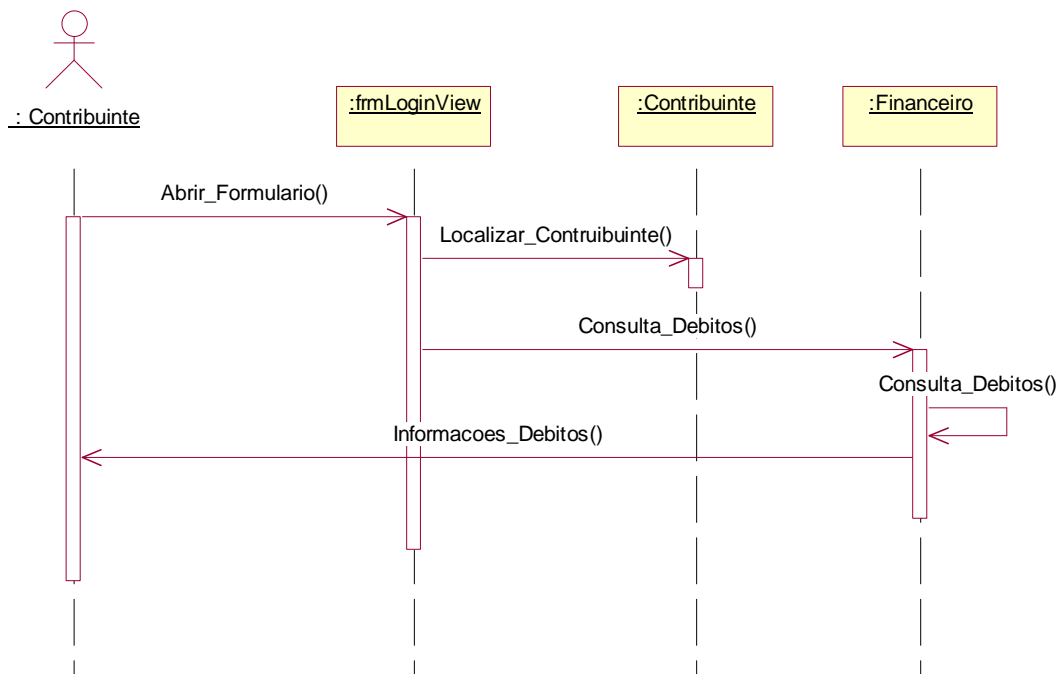 : Contribuinte
:frmLoginView
:Contribuinte
:Financeiro
Abrir_Formulario()
Localizar_Contruibuinte()
Consulta_Debitos()
Consulta_Debitos()
Informacoes_Debitos()